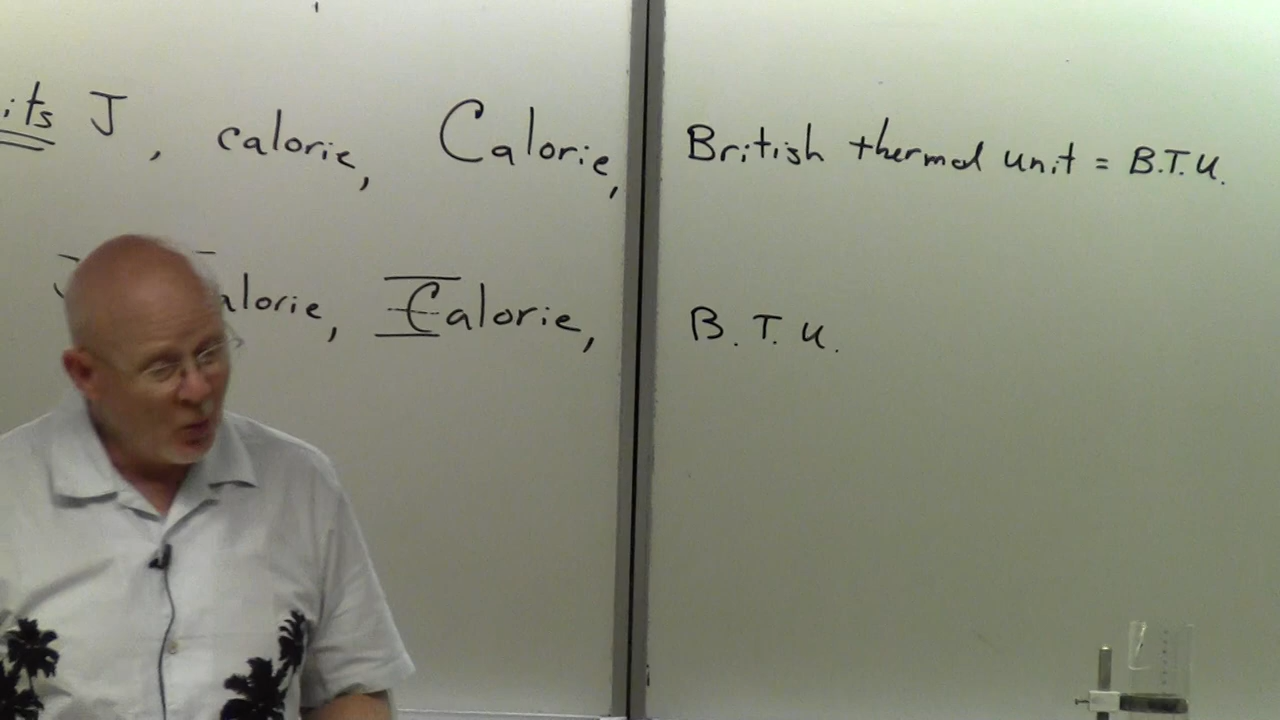 its J, calorie, Calorie, British thermal unit = B.T.U.
alorie, Calorie, B.T.U.